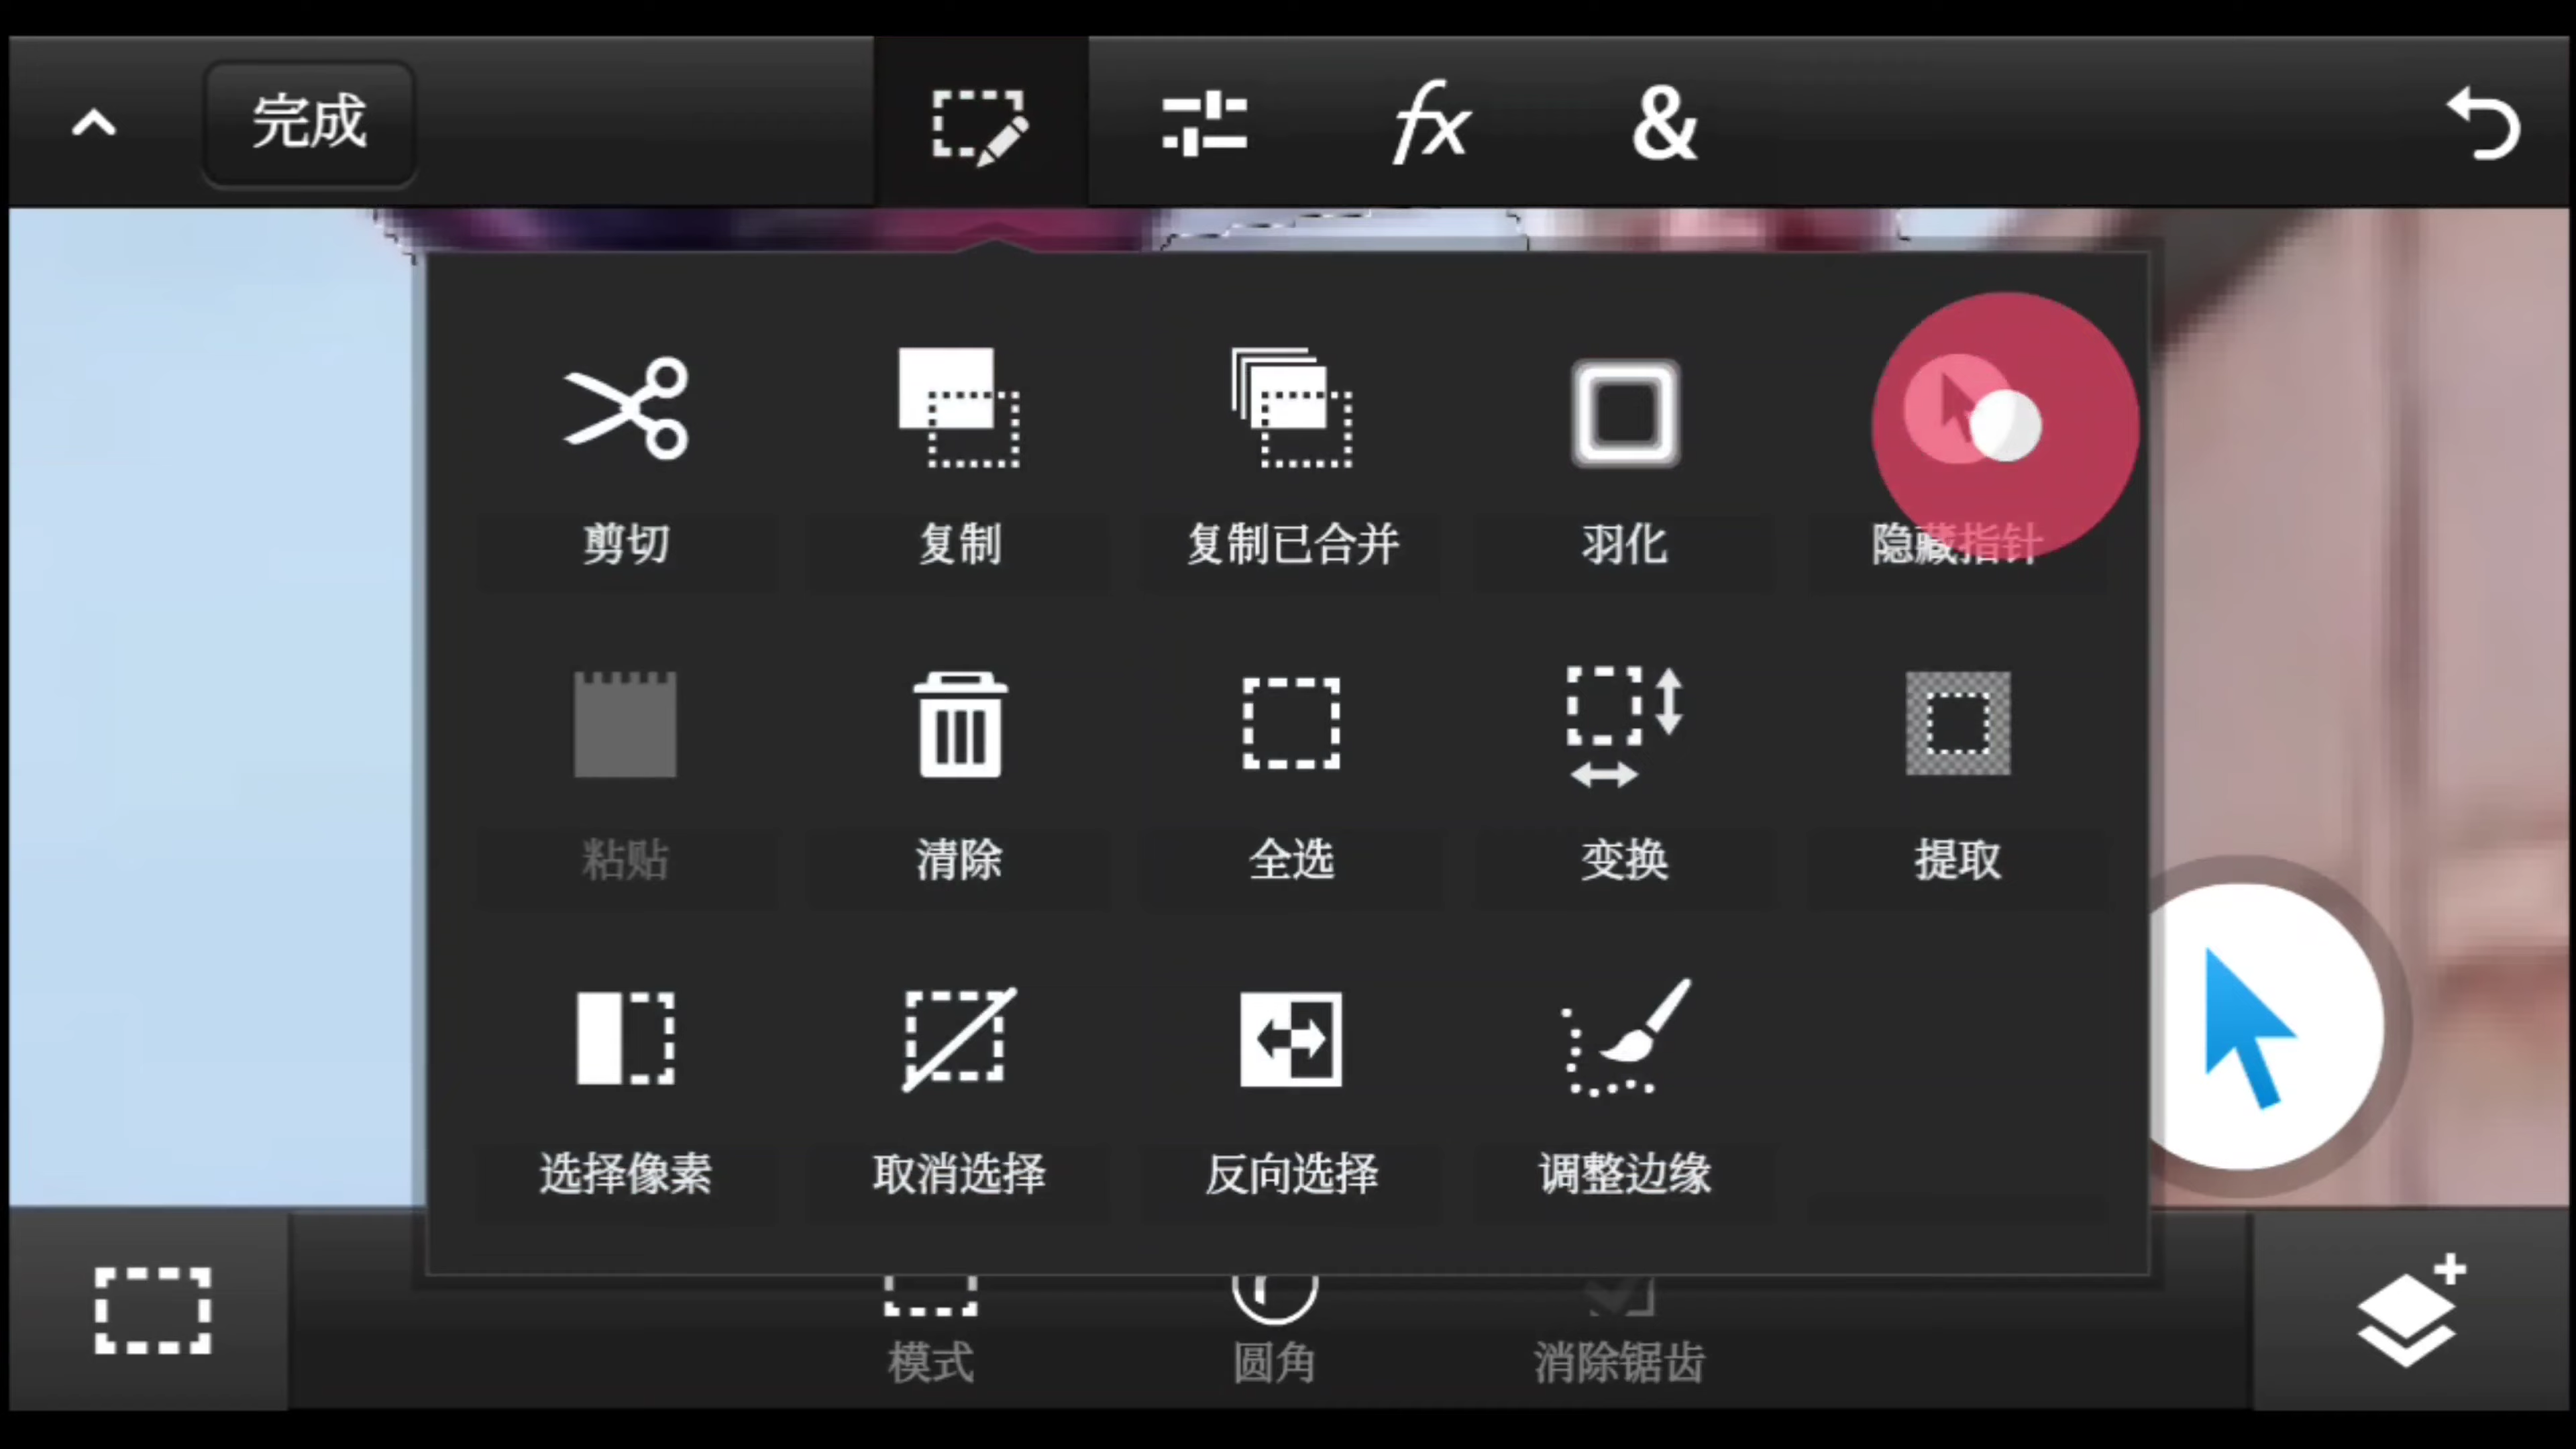 完成
fx
&
剪切
复制
复制已合并
羽化
隐藏指针
粘贴
清除
全选
变换
提取
选择像素
取消选择
反向选择
调整边缘
模式
圆角
消除锯齿